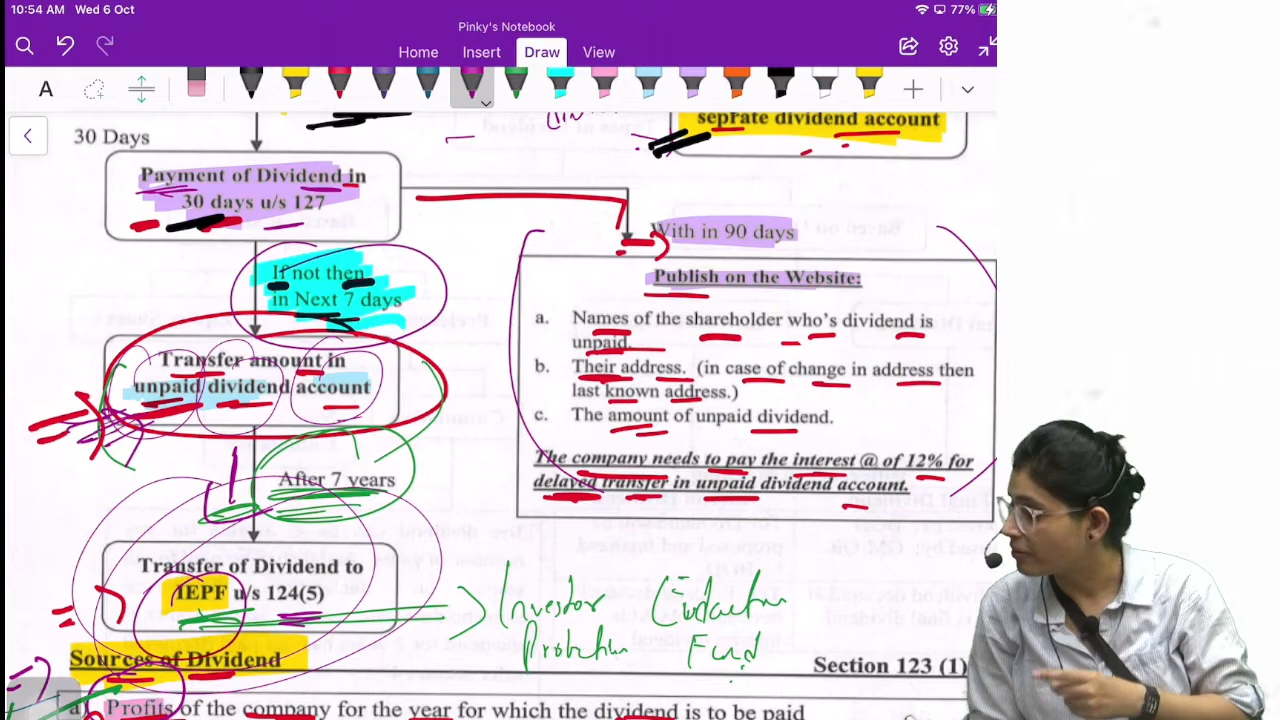 10:54 AM Wed 6 Oct
77%
Pinky's Notebook
Home Insert Draw View
A
30 Days
seprate dividend account
Payment of Dividend in
30 days u/s 127
With in 90 days
If not then
in Next 7 days
Publish on the Website:
a. Names of the shareholder who's dividend is
unpaid.
b. Their address. (in case of change in address then
last known address.)
c. The amount of unpaid dividend.
The company needs to pay the interest @ of 12% for
delayed transfer in unpaid dividend account.
Transfer amount in
unpaid dividend account
After 7 years
Transfer of Dividend to
IEPF u/s 124(5)
Investor
Protection Fund
Sources of Dividend
Section 123 (1)
a) Profits of the company for the year for which the dividend is to be paid